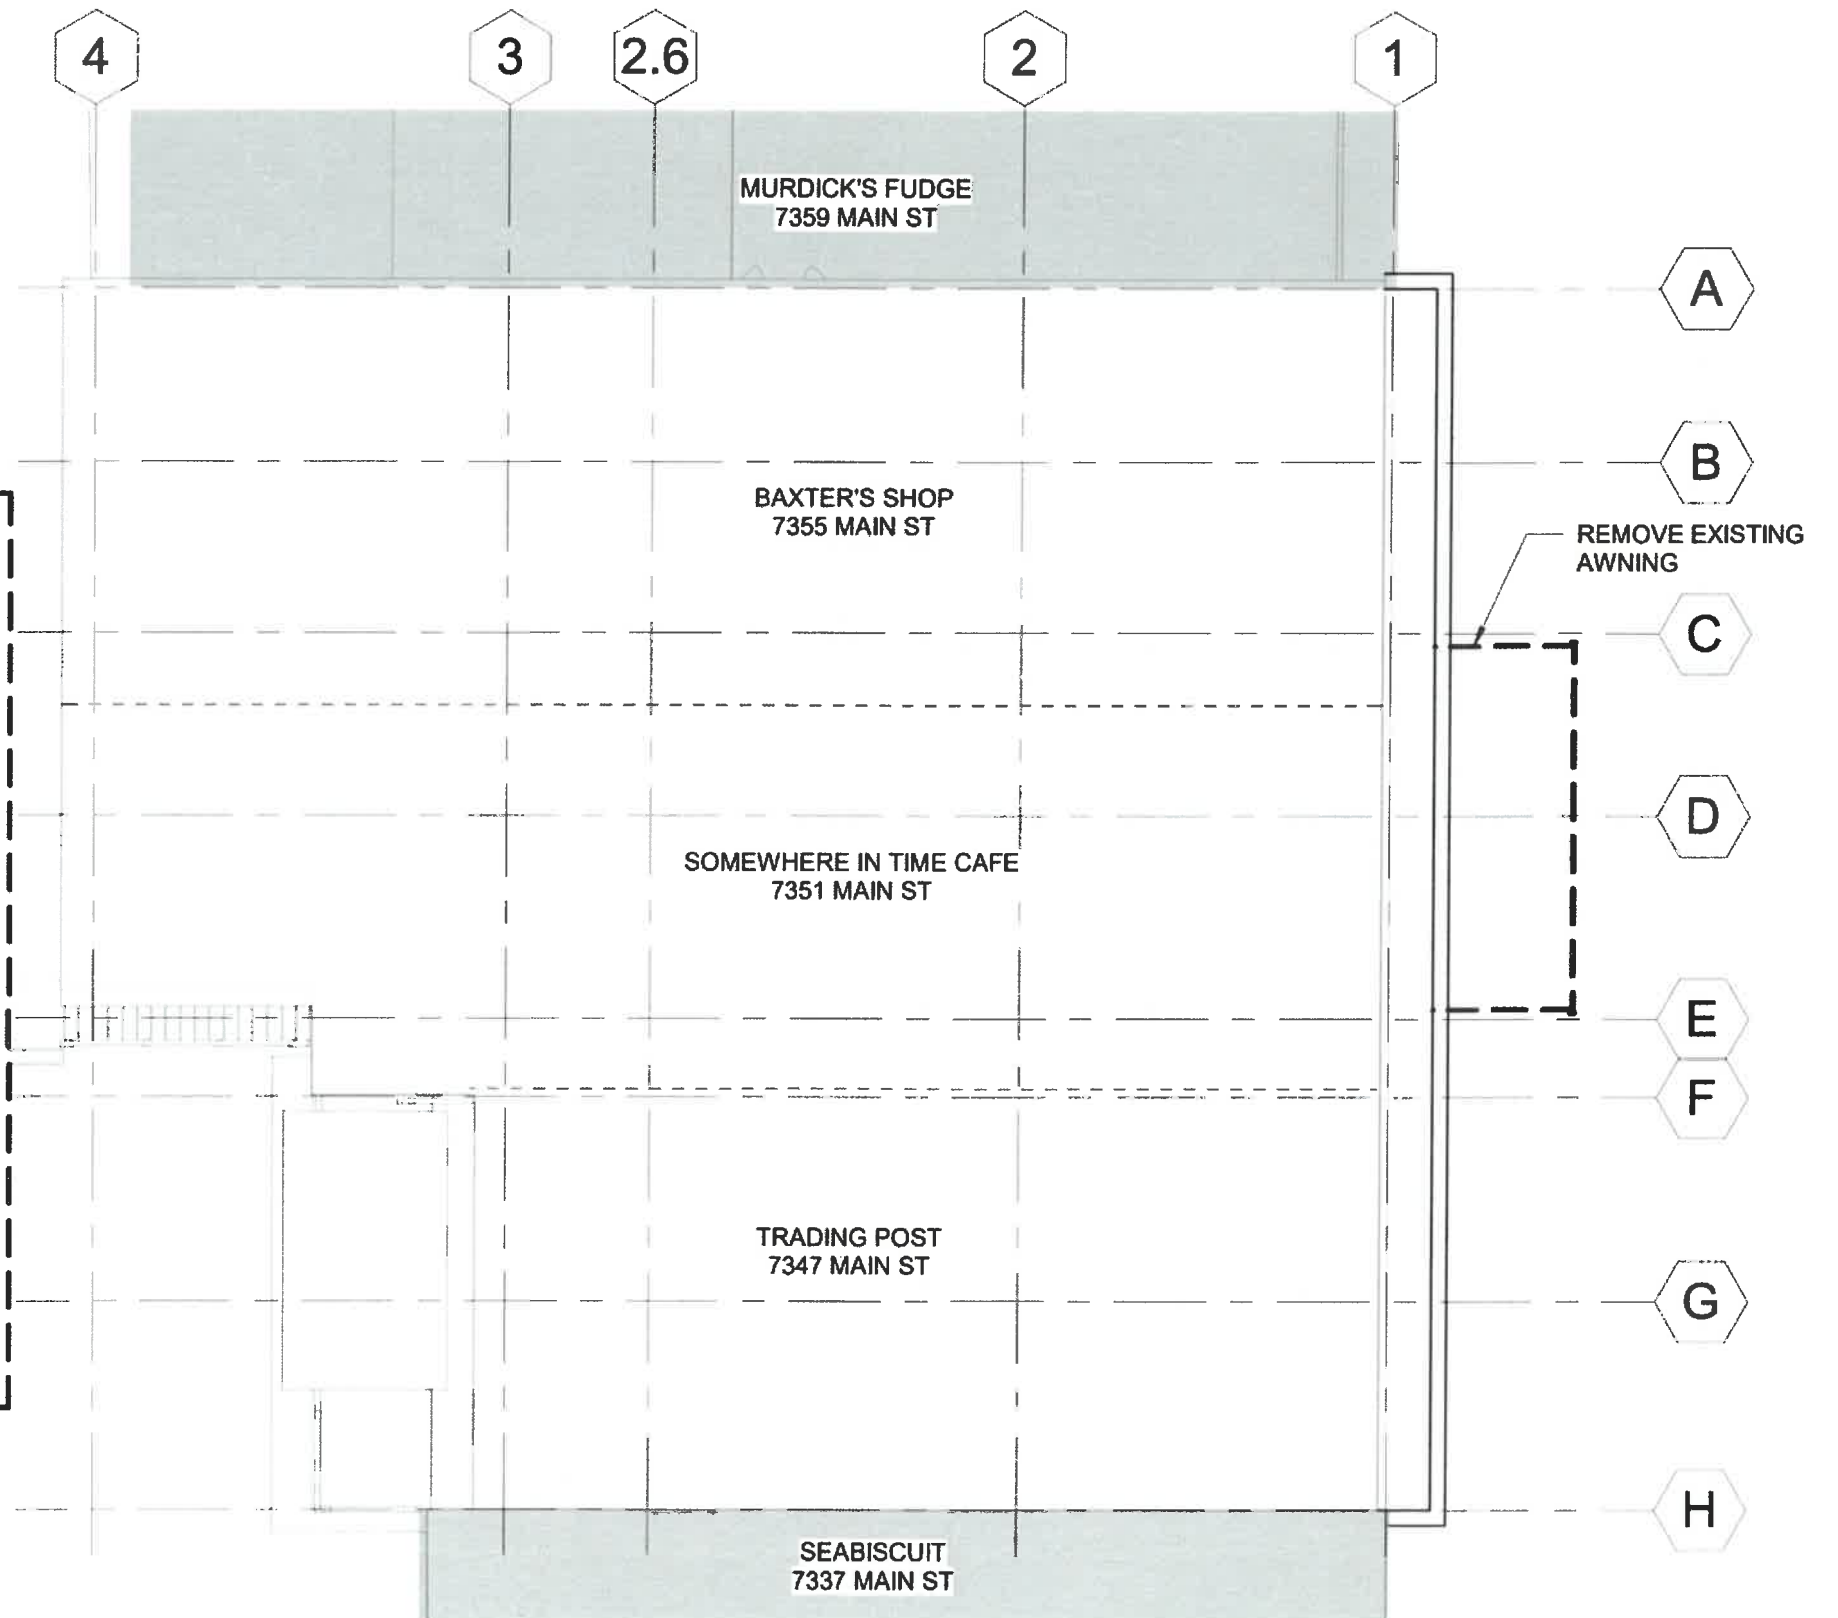 4
3
2.6
2
1
MURDICK'S FUDGE
7359 MAIN ST
A
B
BAXTER'S SHOP
7355 MAIN ST
REMOVE EXISTING
AWNING
C
D
SOMEWHERE IN TIME CAFE
7351 MAIN ST
E
F
TRADING POST
7347 MAIN ST
G
H
SEABISCUIT
7337 MAIN ST